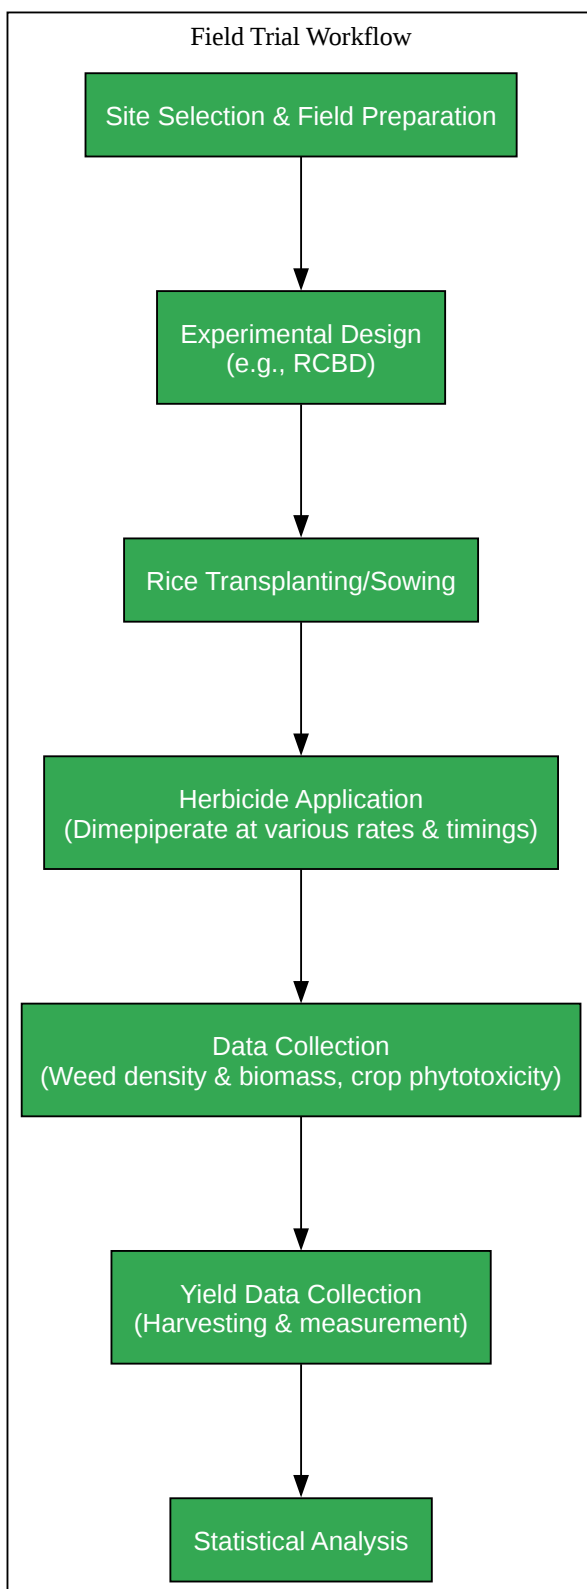 Field Trial Workflow
Site Selection & Field Preparation
Experimental Design
(e.g., RCBD)
Rice Transplanting/Sowing
Herbicide Application
(Dimepiperate at various rates & timings)
Data Collection
(Weed density & biomass, crop phytotoxicity)
Yield Data Collection
(Harvesting & measurement)
Statistical Analysis